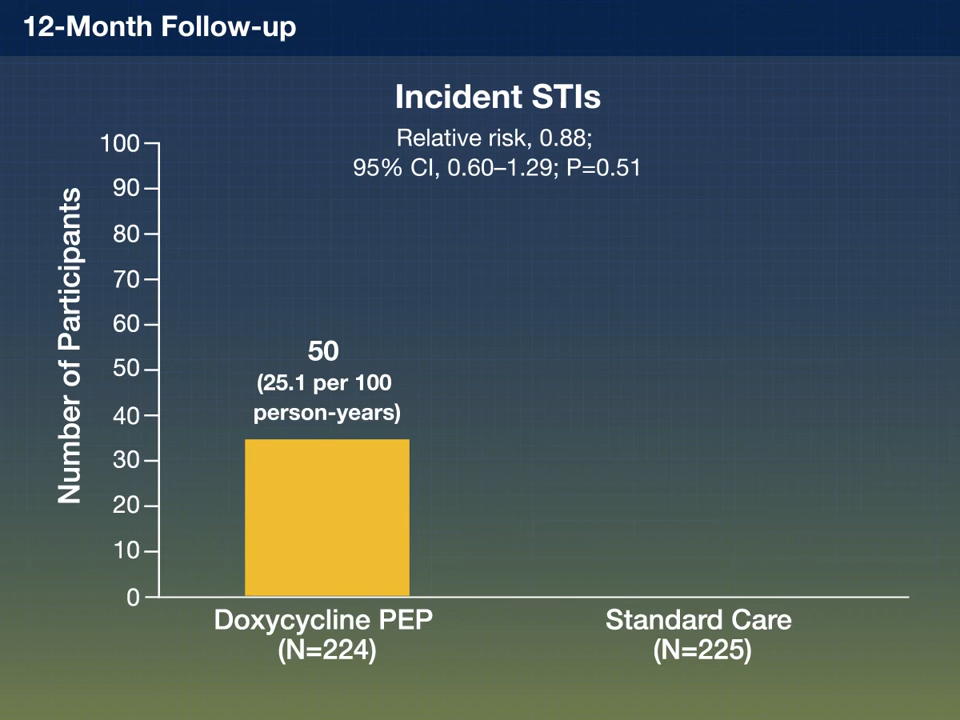 12-Month Follow-up
Incident STIs
Relative risk, 0.88;
95% CI, 0.60–1.29; P=0.51
Number of Participants
100
90
80
70
60
50
40
30
20
10
0
50
(25.1 per 100
person-years)
Doxycycline PEP
(N=224)
Standard Care
(N=225)